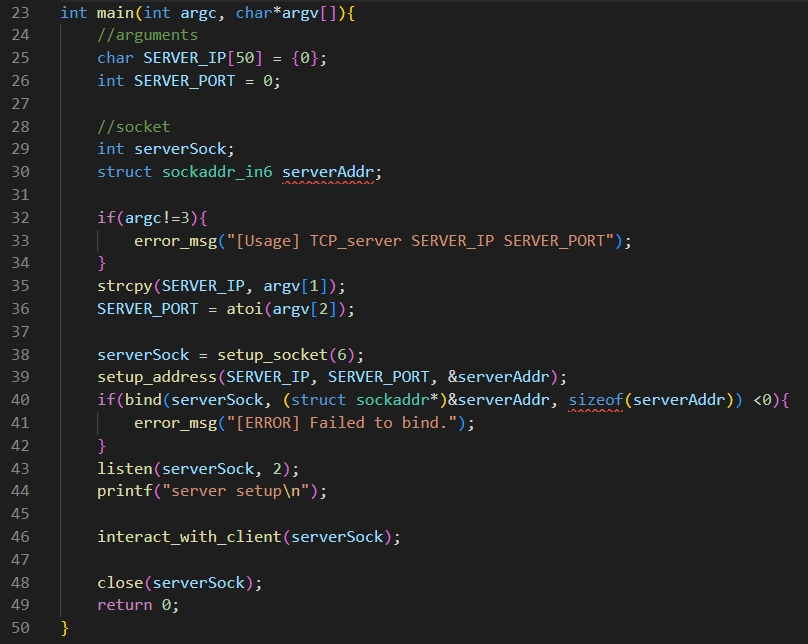 23 int main(int argc, char*argv[]){
24     //arguments
25     char SERVER_IP[50] = {0};
26     int SERVER_PORT = 0;
27
28     //socket
29     int serverSock;
30     struct sockaddr_in6 serverAddr;
31
32     if(argc!=3){
33         error_msg("[Usage] TCP_server SERVER_IP SERVER_PORT");
34     }
35     strcpy(SERVER_IP, argv[1]);
36     SERVER_PORT = atoi(argv[2]);
37
38     serverSock = setup_socket(6);
39     setup_address(SERVER_IP, SERVER_PORT, &serverAddr);
40     if(bind(serverSock, (struct sockaddr*)&serverAddr, sizeof(serverAddr)) <0){
41         error_msg("[ERROR] Failed to bind.");
42     }
43     listen(serverSock, 2);
44     printf("server setup\n");
45
46     interact_with_client(serverSock);
47
48     close(serverSock);
49     return 0;
50 }